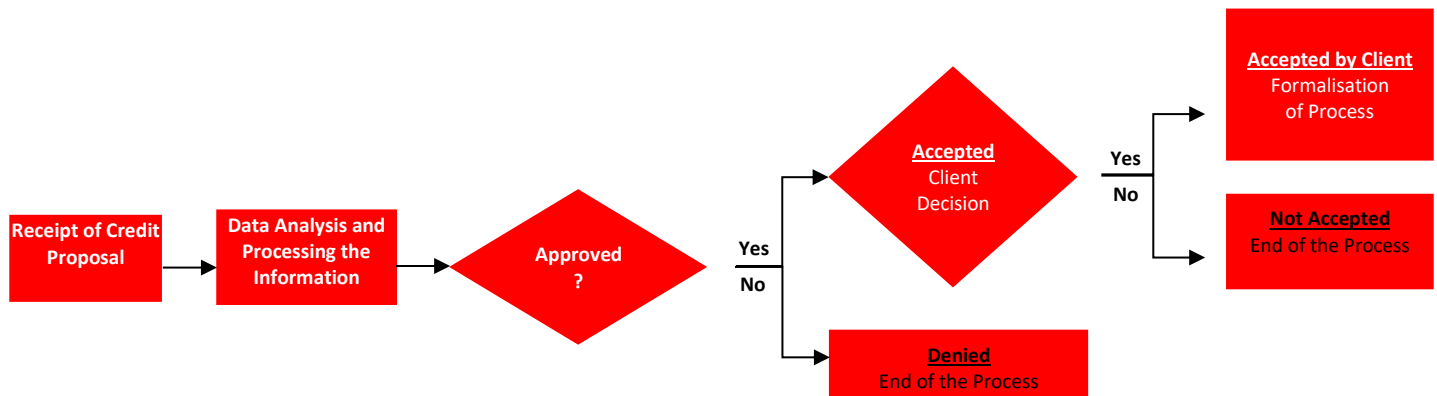 Receipt of Credit
Proposal
Data Analysis and
Processing the
Information
Approved
?
Yes
No
Accepted
Client
Decision
Denied
End of the Process
Yes
No
Accepted by Client
Formalisation
of Process
Not Accepted
End of the Process